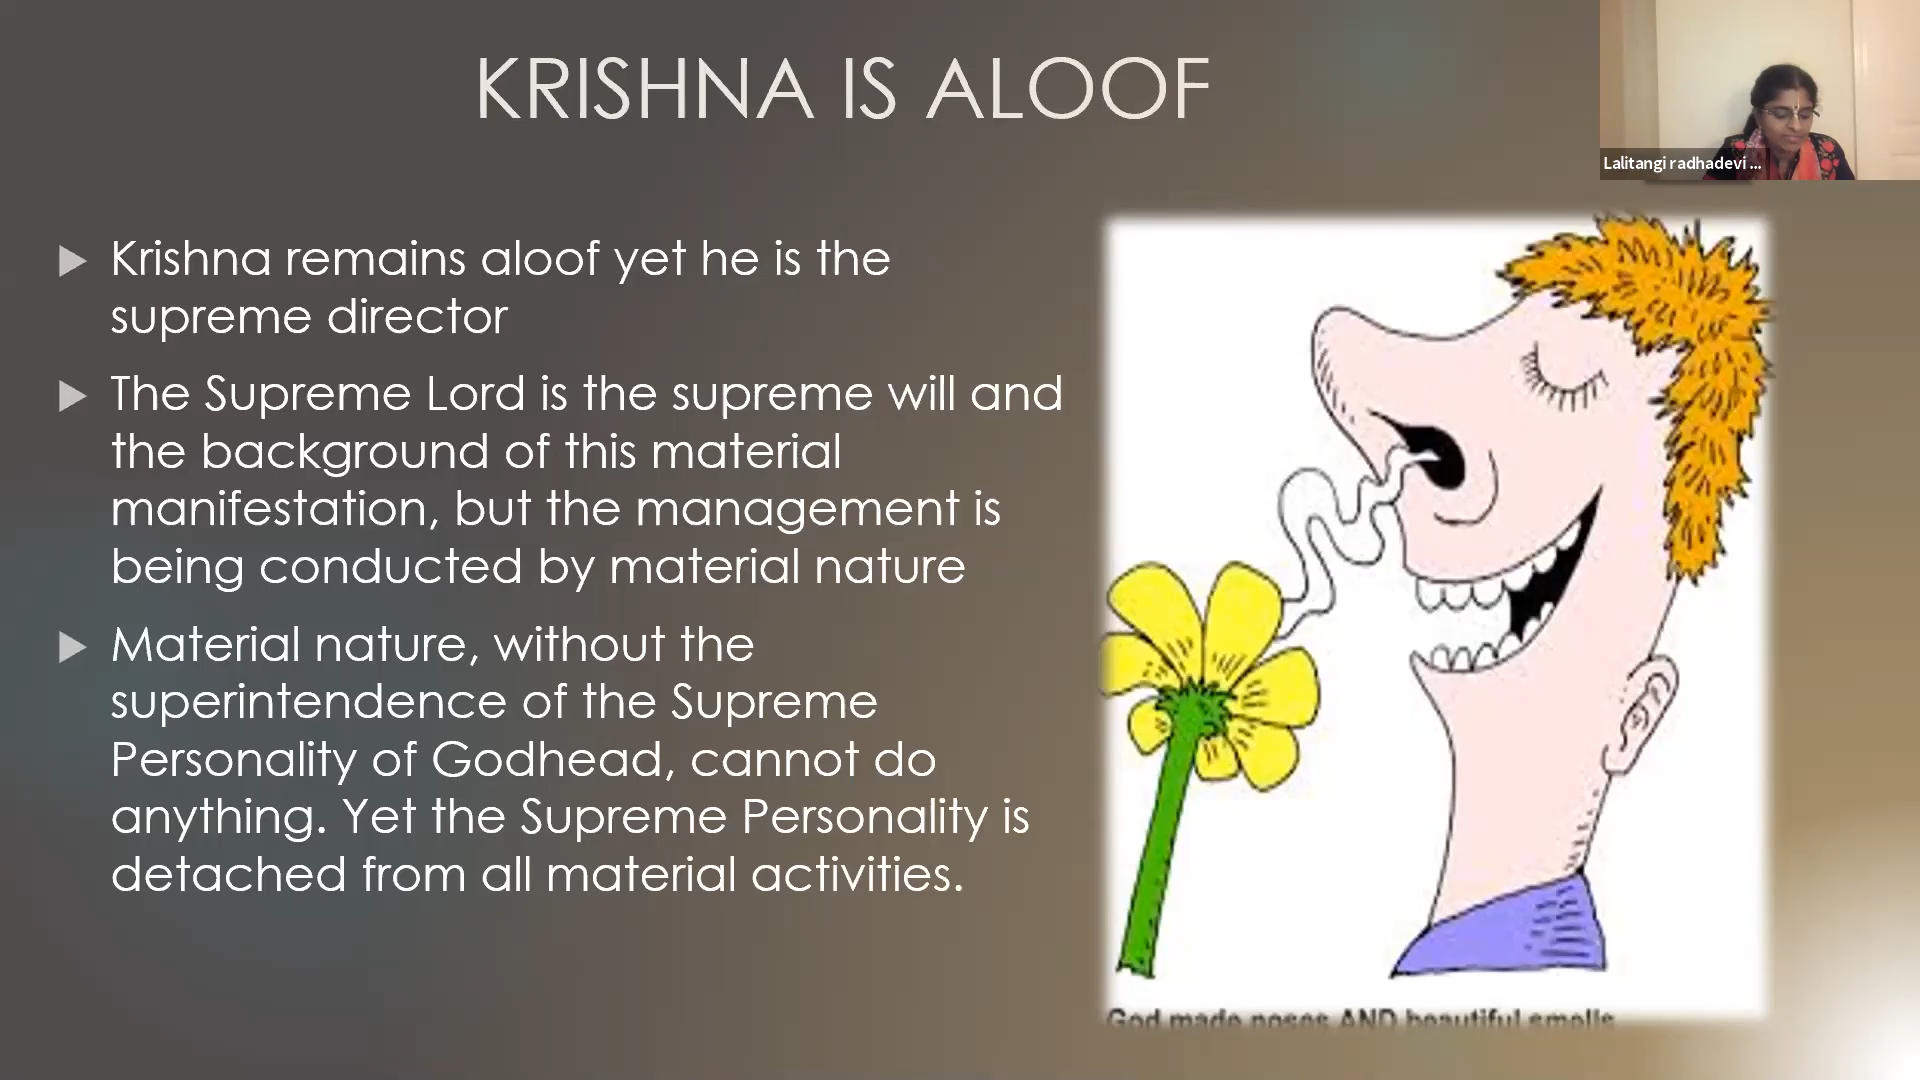 KRISHNA IS ALOOF
Lalitangi radhadevi ...
Krishna remains aloof yet he is the
supreme director
The Supreme Lord is the supreme will and
the background of this material
manifestation, but the management is
being conducted by material nature
Material nature, without the
superintendence of the Supreme
Personality of Godhead, cannot do
anything. Yet the Supreme Personality is
detached from all material activities.
God made noses AND beautiful smells